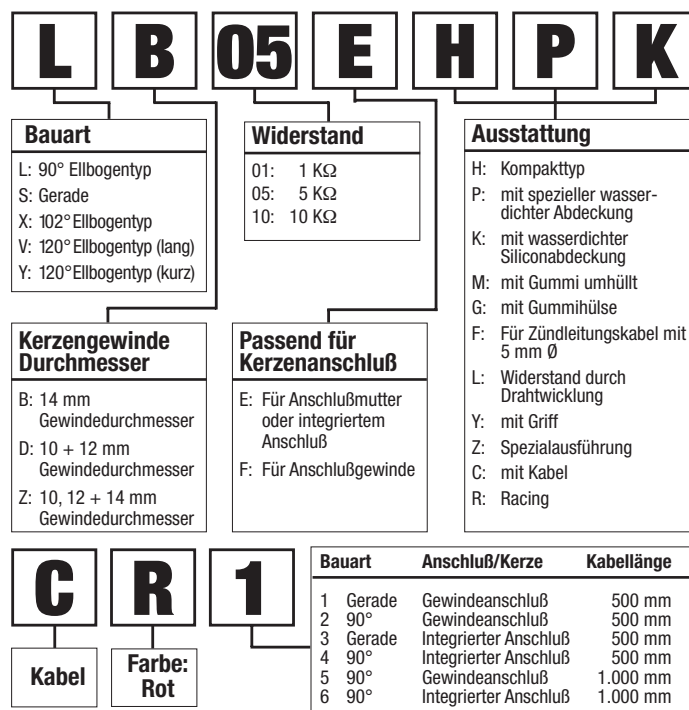 L B 05 E H P K
Bauart
L: 90° Ellbogentyp
S: Gerade
X: 102°Ellbogentyp
V: 120°Ellbogentyp (lang)
Y: 120°Ellbogentyp (kurz)
Widerstand
01: 1 KΩ
05: 5 KΩ
10: 10 KΩ
Ausstattung
H: Kompakttyp
P: mit spezieller wasser-
dichter Abdeckung
K: mit wasserdichter
Siliconabdeckung
M: mit Gummi umhüllt
G: mit Gummihülse
F: Für Zündleitungskabel mit
5 mm Ø
L: Widerstand durch
Drahtwicklung
Y: mit Griff
Z: Spezialausführung
C: mit Kabel
R: Racing
Kerzengewinde
Durchmesser
B: 14 mm
Gewindedurchmesser
D: 10 + 12 mm
Gewindedurchmesser
Z: 10, 12 + 14 mm
Gewindedurchmesser
Passend für
Kerzenanschluß
E: Für Anschlußmutter
oder integriertem
Anschluß
F: Für Anschlußgewinde
C R 1
Kabel
Farbe:
Rot
Bauart Anschluß/Kerze Kabellänge
1 Gerade Gewindeanschluß 500 mm
2 90° Gewindeanschluß 500 mm
3 Gerade Integrierter Anschluß 500 mm
4 90° Integrierter Anschluß 500 mm
5 90° Gewindeanschluß 1.000 mm
6 90° Integrierter Anschluß 1.000 mm